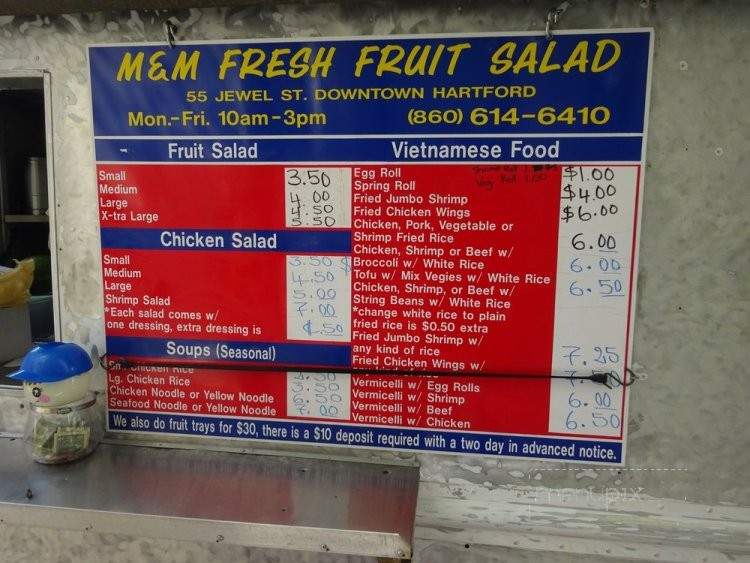 M&M FRESH FRUIT SALAD
55 JEWEL ST. DOWNTOWN HARTFORD
Mon.-Fri. 10am-3pm (860) 614-6410
Fruit Salad
Small 3.50
Medium 4.00
Large 4.50
X-tra Large 5.50
Chicken Salad
Small 3.50
Medium 4.50
Large 5.00
Shrimp Salad 7.00
*Each salad comes w/
one dressing, extra dressing is .50
Soups (Seasonal)
Chicken Rice
Lg. Chicken Rice 5.50
Chicken Noodle or Yellow Noodle 6.50
Seafood Noodle or Yellow Noodle 7.00
Vietnamese Food
Egg Roll $1.00
Spring Roll
Fried Jumbo Shrimp $4.00
Fried Chicken Wings $6.00
Chicken, Pork, Vegetable or
Shrimp Fried Rice 6.00
Chicken, Shrimp or Beef w/
Broccoli w/ White Rice 6.00
Tofu w/ Mix Vegies w/ White Rice
Chicken, Shrimp, or Beef w/ 6.50
String Beans w/ White Rice
*change white rice to plain
fried rice is $0.50 extra
Fried Jumbo Shrimp w/
any kind of rice 7.25
Fried Chicken Wings w/
Vermicelli w/ Egg Rolls
Vermicelli w/ Shrimp 6.50
Vermicelli w/ Beef 6.00
Vermicelli w/ Chicken 6.50
We also do fruit trays for $30, there is a $10 deposit required with a two day in advanced notice.
menupix